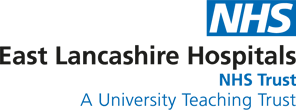 NHS
East Lancashire Hospitals
NHS Trust
A University Teaching Trust